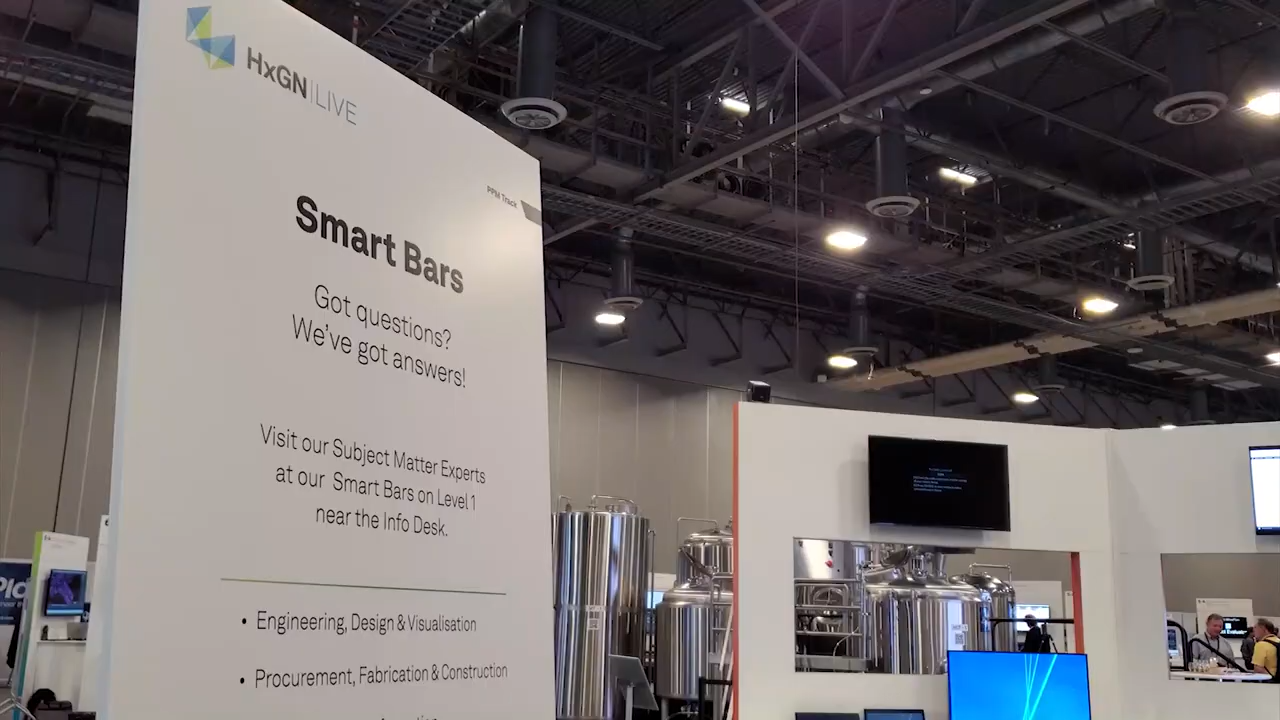 HxGN|LIVE
PPM Track
Smart Bars
Got questions?
We've got answers!
Visit our Subject Matter Experts
at our Smart Bars on Level 1
near the Info Desk.
• Engineering, Design & Visualisation
• Procurement, Fabrication & Construction